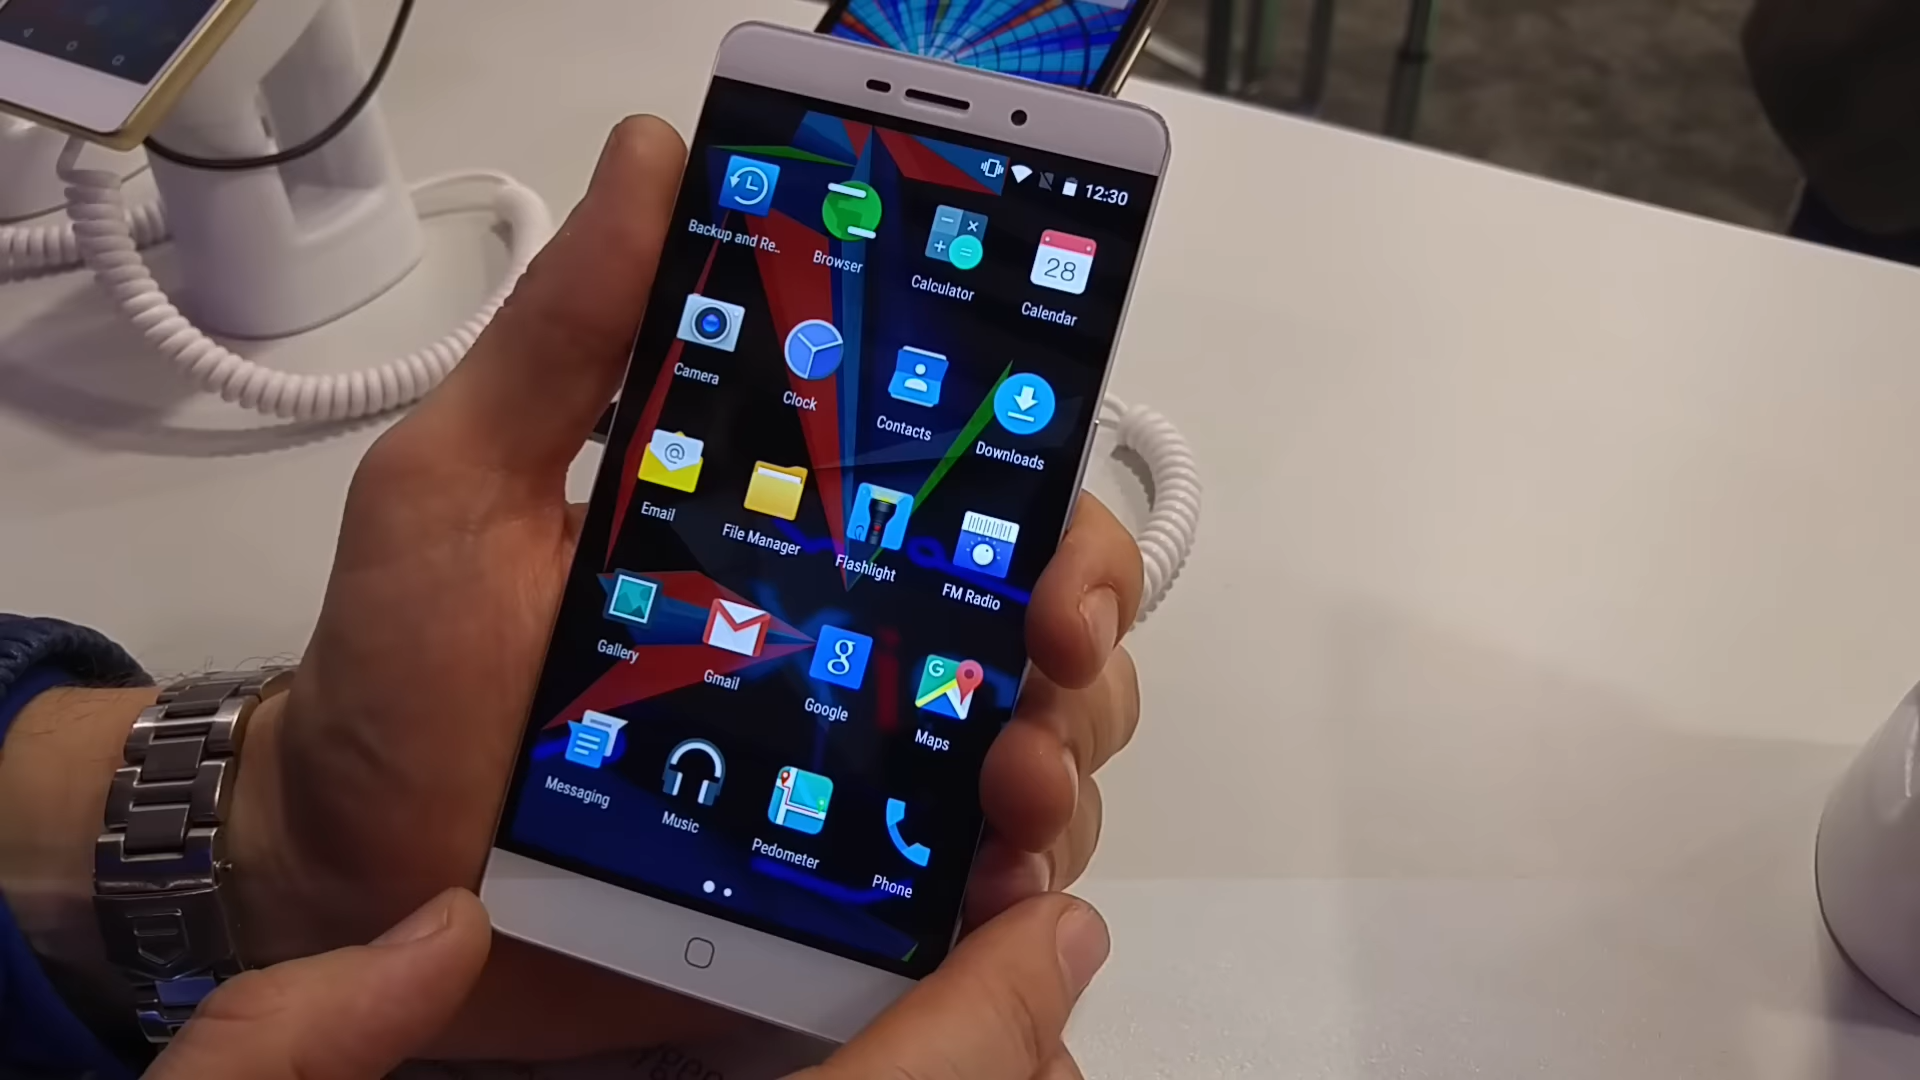 12:30
Backup and Re..
Browser
Calculator
28
Calendar
Camera
Clock
Contacts
Downloads
@
Email
File Manager
Flashlight
FM Radio
Gallery
Gmail
g
Google
G
Maps
Messaging
Music
Pedometer
Phone